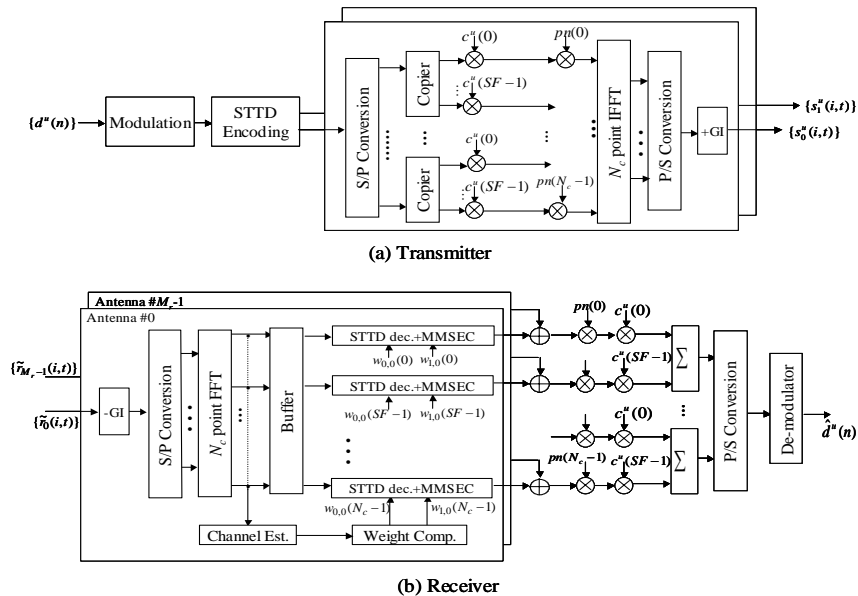 c^u(0)
pn(0)
{d^u(n)}
Modulation
STTD Encoding
S/P Conversion
Copier
c^u(SF−1)
c^u(0)
Copier
c^u(SF−1)
pn(N_c−1)
N_c point IFFT
P/S Conversion
+GI
{s_1^u(i,t)}
{s_0^u(i,t)}
(a) Transmitter
Antenna #M_r-1
Antenna #0
{r̃_{M_r−1}(i,t)}
{r̃_0(i,t)}
-GI
S/P Conversion
N_c point FFT
Buffer
STTD dec.+MMSEC
w_{0,0}(0) w_{1,0}(0)
STTD dec.+MMSEC
w_{0,0}(SF−1) w_{1,0}(SF−1)
STTD dec.+MMSEC
w_{0,0}(N_c−1) w_{1,0}(N_c−1)
Channel Est.
Weight Comp.
pn(0)
c^u(0)
c^u(SF−1)
∑
c^u(0)
pn(N_c−1) c^u(SF−1)
∑
P/S Conversion
De-modulator
d̂^u(n)
(b) Receiver